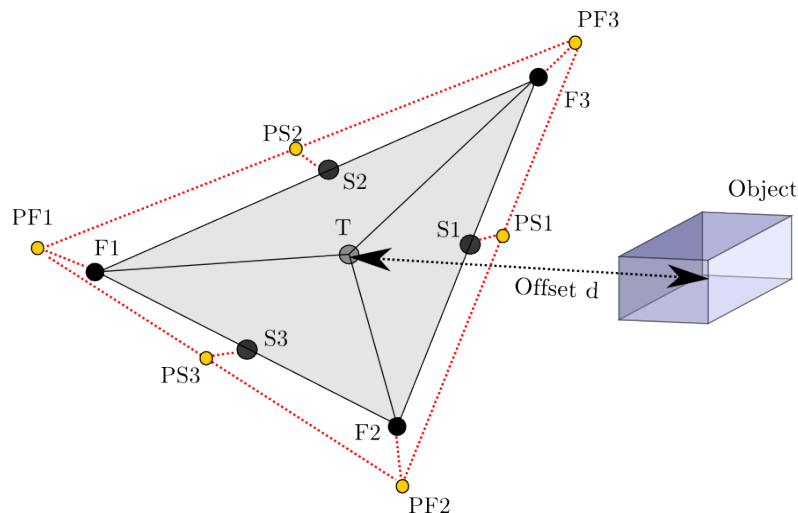 PF3
F3
PS2
S2
Object
PF1
F1
T
S1
PS1
Offset d
S3
PS3
F2
PF2